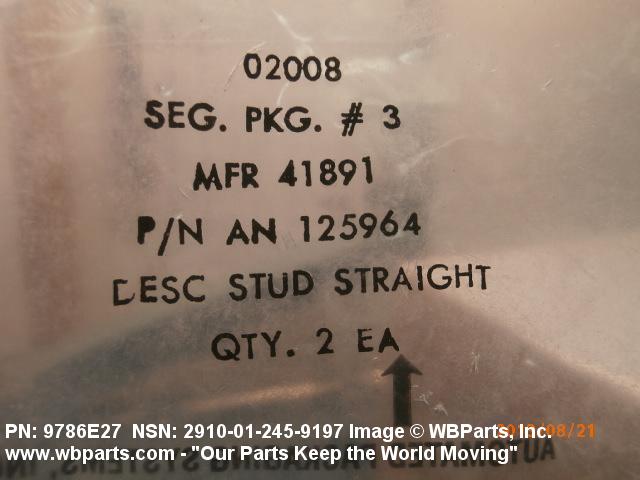 02008
SEG. PKG. # 3
MFR 41891
P/N AN 125964
DESC STUD STRAIGHT
QTY. 2 EA
PN: 9786E27 NSN: 2910-01-245-9197 Image © WBParts, Inc.
www.wbparts.com - "Our Parts Keep the World Moving"